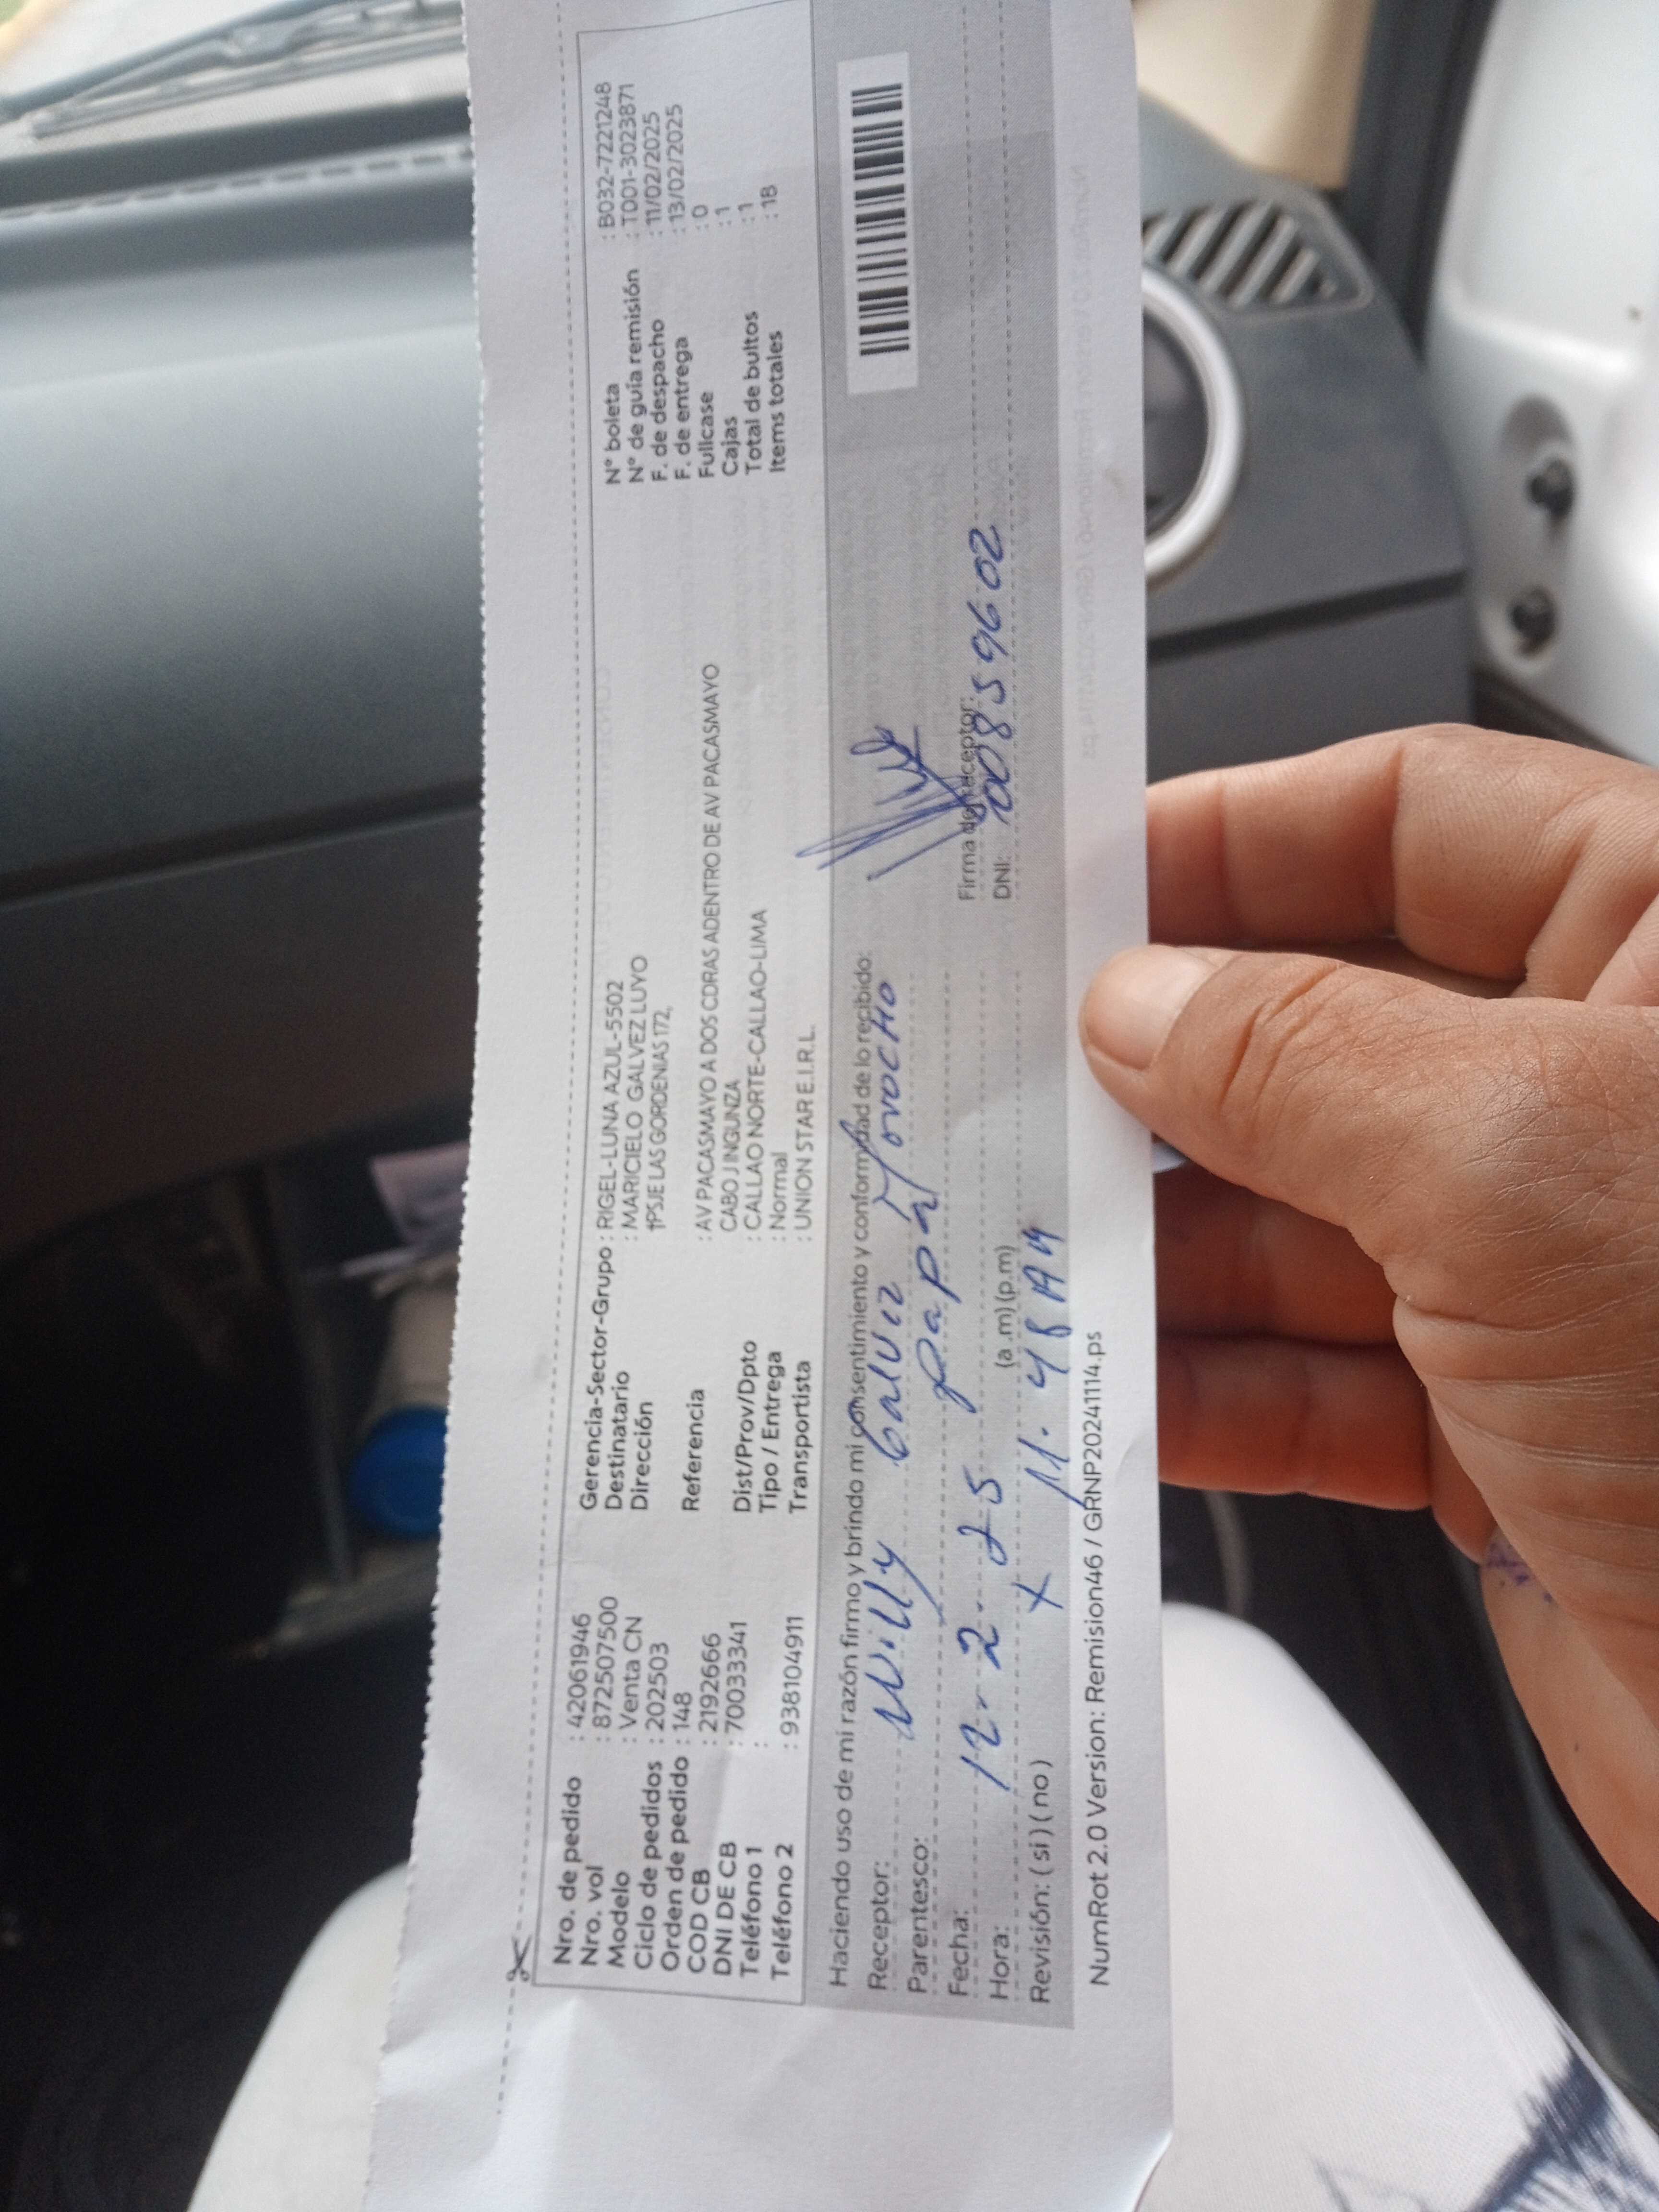 Nro. de pedido : 42061946
Nro. vol : 872507500
Modelo : Venta CN
Ciclo de pedidos : 202503
Orden de pedido : 148
COD CB : 2192666
DNI DE CB : 70033341
Teléfono 1 :
Teléfono 2 : 938104911
Gerencia-Sector-Grupo : RIGEL-LUNA AZUL-5502
Destinatario : MARICIELO GALVEZ LUYO
Dirección : PSJE LAS GORDENIAS 172,
Referencia : AV PACASMAYO A DOS CDRAS ADENTRO DE AV PACASMAYO
CABO J INGUNZA
Dist/Prov/Dpto : CALLAO NORTE-CALLAO-LIMA
Tipo / Entrega : Normal
Transportista : UNION STAR E.I.R.L.
N° boleta : B032-7221248
N° de guía remisión : T001-3023871
F. de despacho : 11/02/2025
F. de entrega : 13/02/2025
Fullcase : 0
Cajas : 1
Total de bultos : 1
Items totales : 18
Haciendo uso de mi razón firmo y brindo mi consentimiento y conformidad de lo recibido:
Receptor: Willy Galvez Morocho
Parentesco: Papá
Fecha: 12-2-25
Hora: (a.m) (p.m)
Revisión: ( si ) ( no ) x 11.48 AM
Firma del receptor:
DNI: 00859602
NumRot 2.0 Version: Remision46 / GRNP20241114.ps